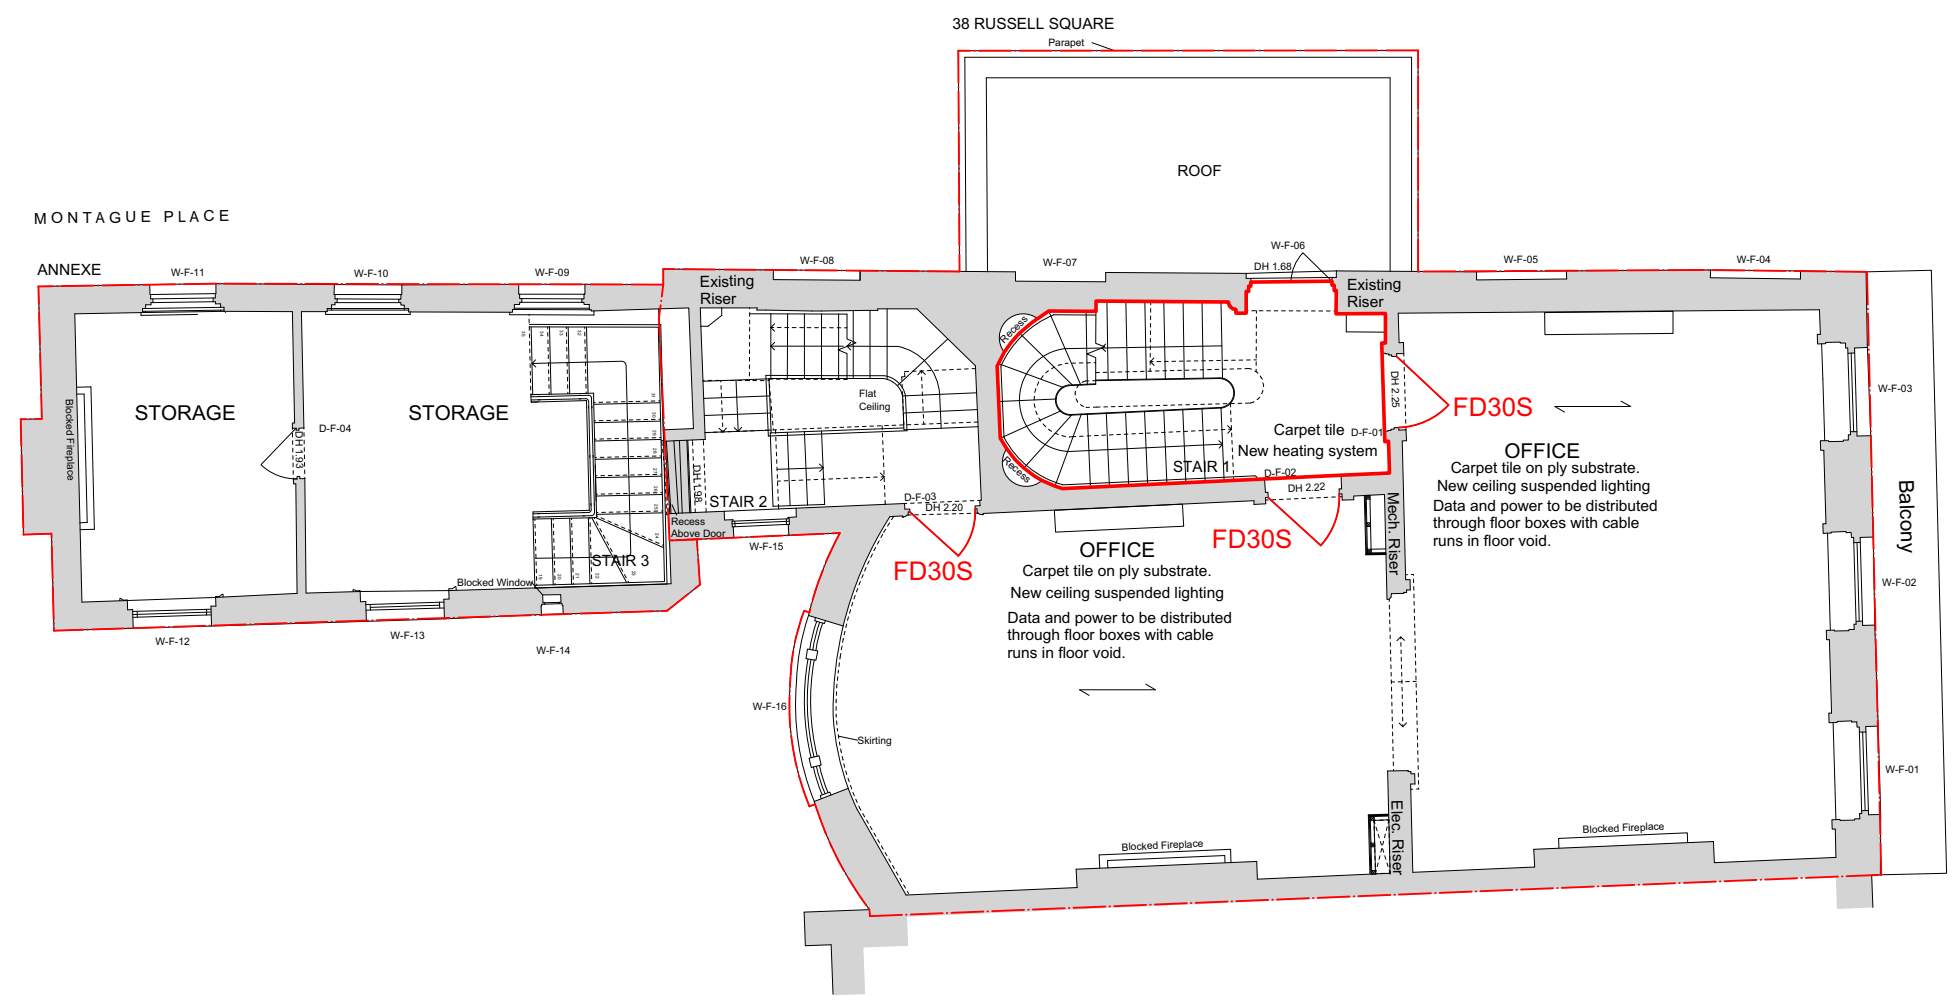 38 RUSSELL SQUARE
Parapet
ROOF
MONTAGUE PLACE
ANNEXE
W-F-11
W-F-10
W-F-09
W-F-08
W-F-07
W-F-06
DH 1.68
W-F-05
W-F-04
Existing
Riser
Existing
Riser
Recess
Recess
Blocked Fireplace
STORAGE
DH 1.93
D-F-04
STORAGE
Flat
Ceiling
DH 2.25
FD30S
W-F-03
Carpet tile
D-F-01
New heating system
STAIR 1
D-F-02
DH 2.22
OFFICE
Carpet tile on ply substrate.
New ceiling suspended lighting
Data and power to be distributed
through floor boxes with cable
runs in floor void.
Balcony
DH 1.98
STAIR 2
D-F-03
DH 2.20
Recess
Above Door
W-F-15
STAIR 3
Blocked Window
FD30S
FD30S
Mech. Riser
OFFICE
Carpet tile on ply substrate.
New ceiling suspended lighting
Data and power to be distributed
through floor boxes with cable
runs in floor void.
W-F-02
W-F-12
W-F-13
W-F-14
W-F-16
Skirting
W-F-01
Elec. Riser
Blocked Fireplace
Blocked Fireplace